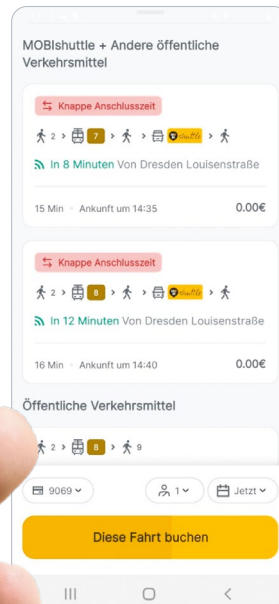 MOBIshuttle + Andere öffentliche
Verkehrsmittel
Knappe Anschlusszeit
2 > 7 > > shuttle >
In 8 Minuten Von Dresden Louisenstraße
15 Min · Ankunft um 14:35 0.00€
Knappe Anschlusszeit
2 > 8 > > shuttle >
In 12 Minuten Von Dresden Louisenstraße
16 Min · Ankunft um 14:40 0.00€
Öffentliche Verkehrsmittel
2 > 8 > 9
9069 1 Jetzt
Diese Fahrt buchen